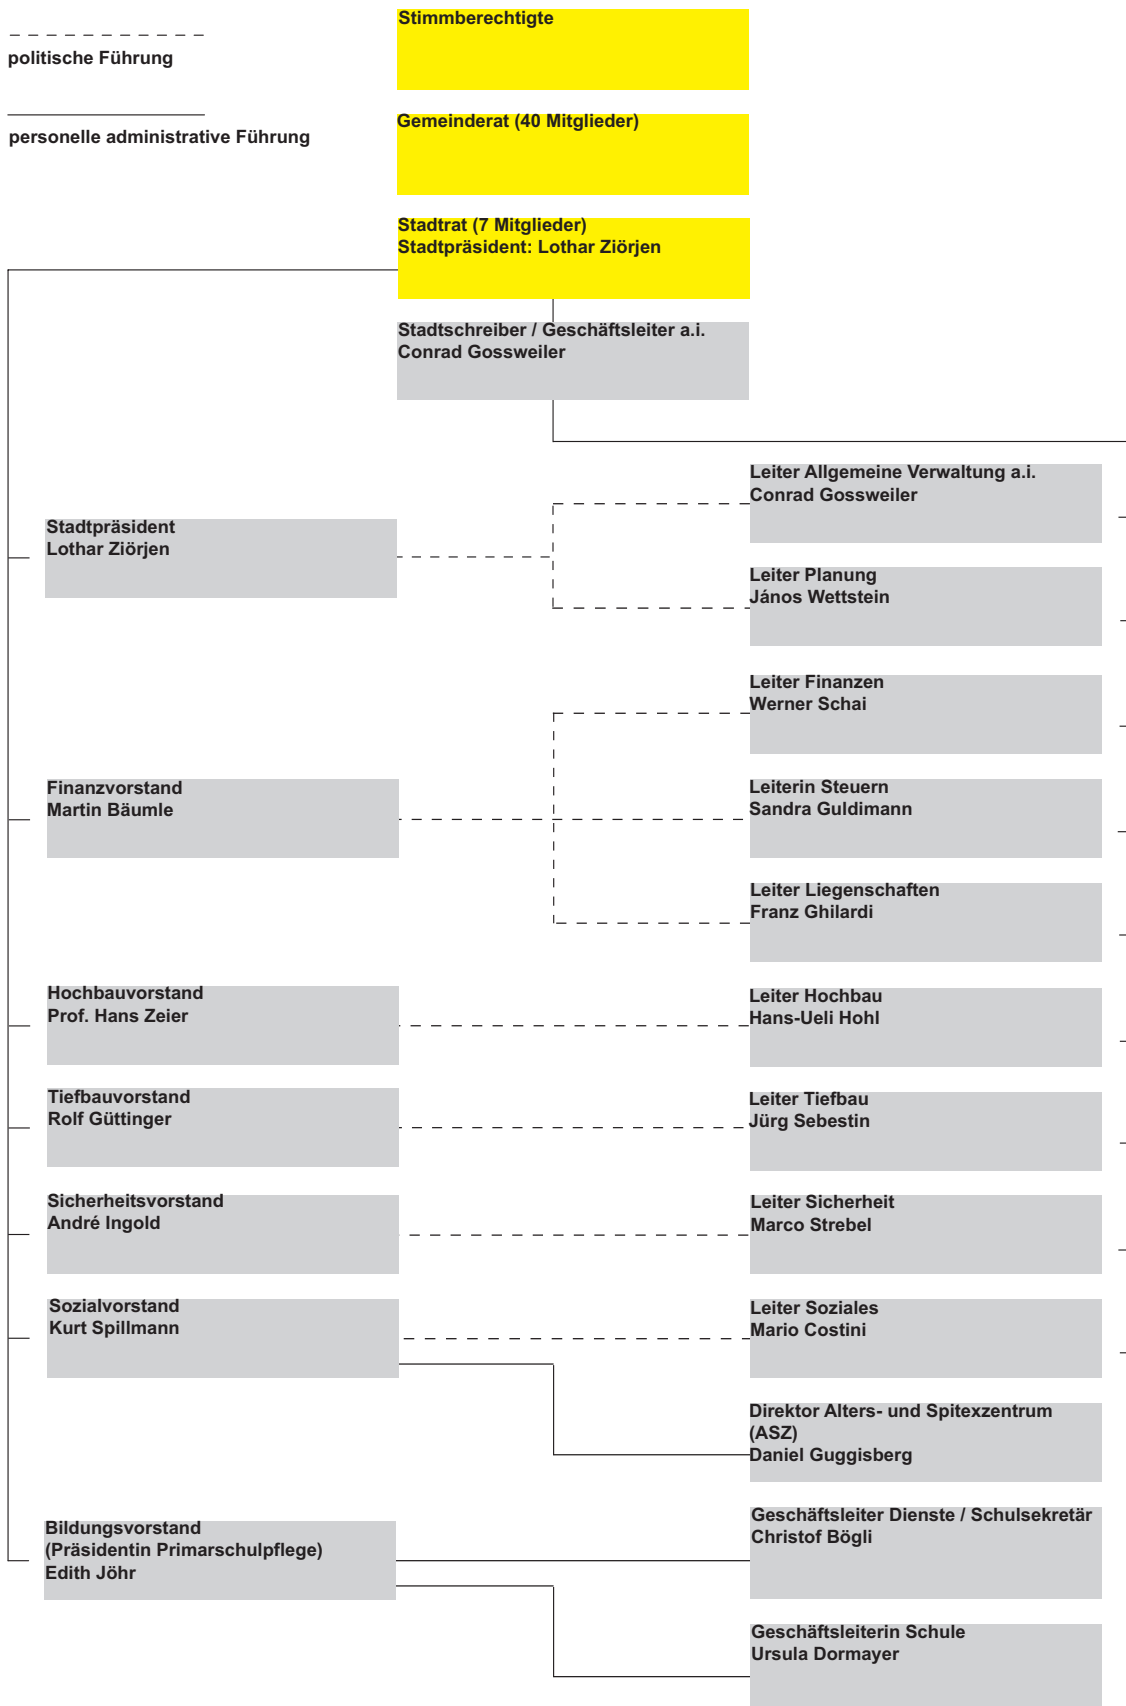 politische Führung
personelle administrative Führung
Stimmberechtigte
Gemeinderat (40 Mitglieder)
Stadtrat (7 Mitglieder)
Stadtpräsident: Lothar Ziörjen
Stadtschreiber / Geschäftsleiter a.i.
Conrad Gossweiler
Stadtpräsident
Lothar Ziörjen
Leiter Allgemeine Verwaltung a.i.
Conrad Gossweiler
Leiter Planung
János Wettstein
Finanzvorstand
Martin Bäumle
Leiter Finanzen
Werner Schai
Leiterin Steuern
Sandra Guldimann
Leiter Liegenschaften
Franz Ghilardi
Hochbauvorstand
Prof. Hans Zeier
Leiter Hochbau
Hans-Ueli Hohl
Tiefbauvorstand
Rolf Güttinger
Leiter Tiefbau
Jürg Sebestin
Sicherheitsvorstand
André Ingold
Leiter Sicherheit
Marco Strebel
Sozialvorstand
Kurt Spillmann
Leiter Soziales
Mario Costini
Direktor Alters- und Spitexzentrum
(ASZ)
Daniel Guggisberg
Bildungsvorstand
(Präsidentin Primarschulpflege)
Edith Jöhr
Geschäftsleiter Dienste / Schulsekretär
Christof Bögli
Geschäftsleiterin Schule
Ursula Dormayer